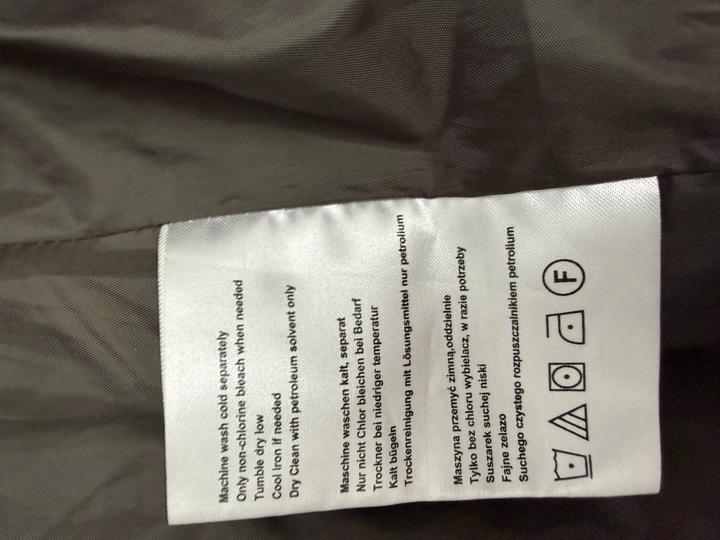 Machine wash cold separately
Only non-chlorine bleach when needed
Tumble dry low
Cool iron if needed
Dry Clean with petroleum solvent only
Maschine waschen kalt, separat
Nur nicht Chlor bleichen bei Bedarf
Trockner bei niedriger temperatur
Kalt bügeln
Trockenreinigung mit Lösungsmittel nur petrolium
Maszyna przemyć zimną,oddzielnie
Tylko bez chloru wybielacz, w razie potrzeby
Suszarek suchej niski
Fajne żelazo
Suchego czystego rozpuszczalnikiem petrolium
F